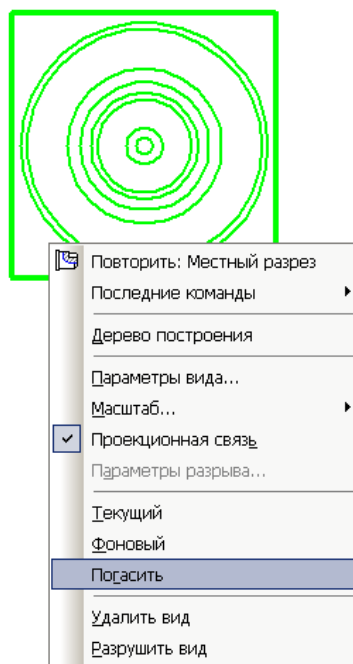 Повторить: Местный разрез
Последние команды
Дерево построения
Параметры вида...
Масштаб...
Проекционная связь
Параметры разрыва...
Текущий
Фоновый
Погасить
Удалить вид
Разрушить вид